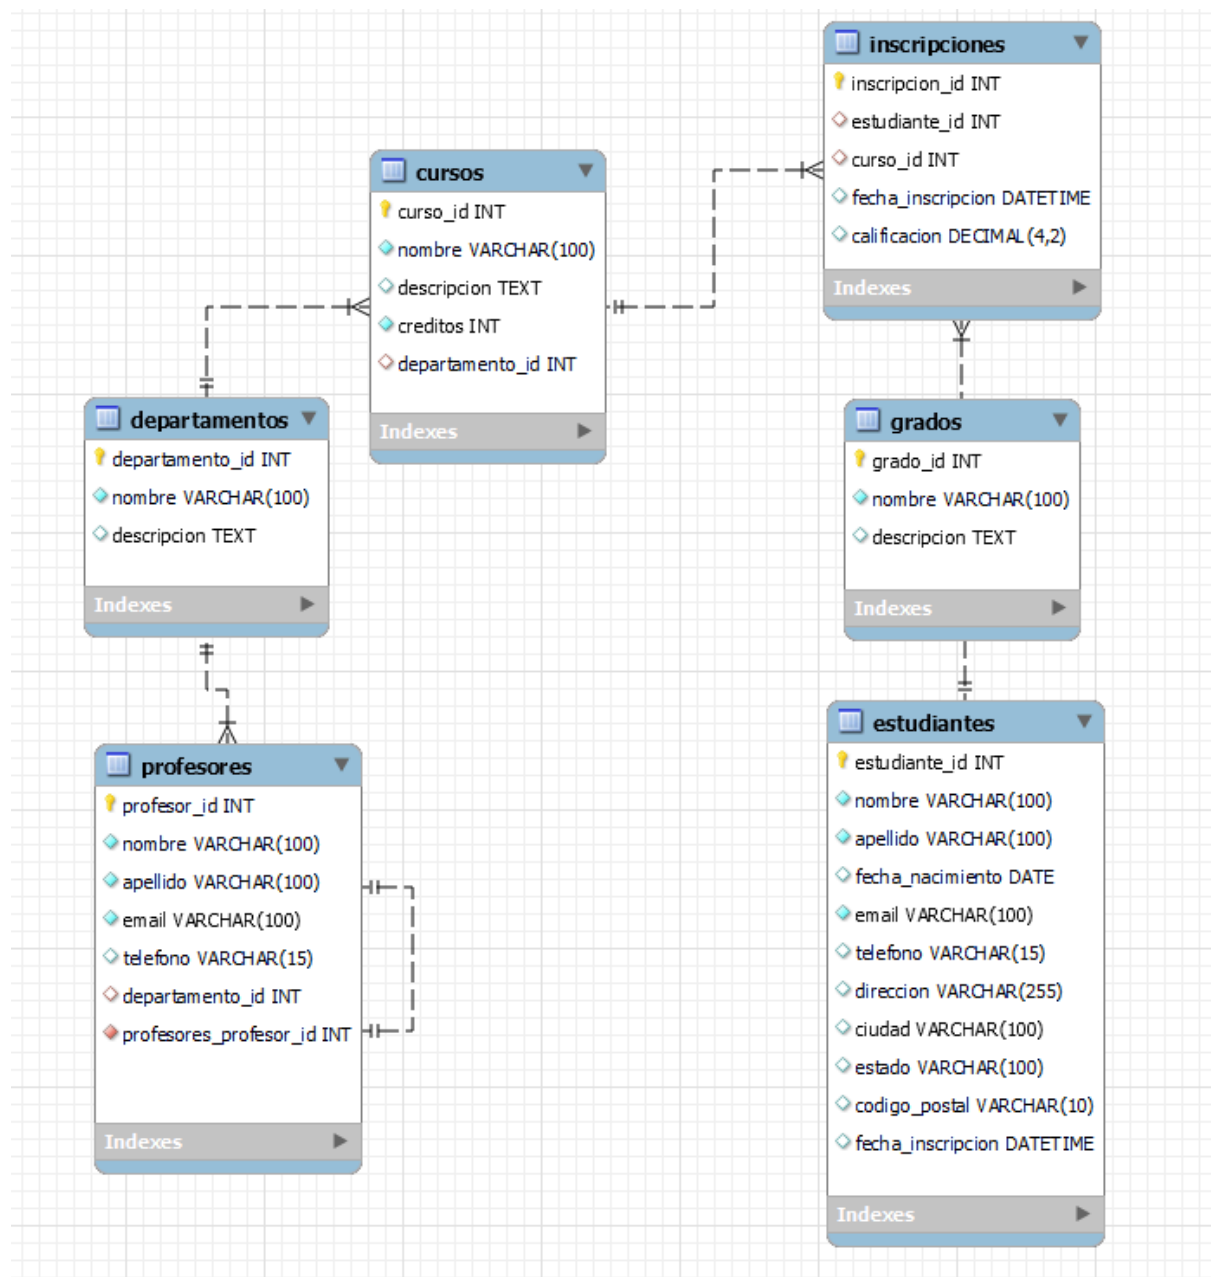 inscripciones
inscripcion_id INT
estudiante_id INT
curso_id INT
fecha_inscripcion DATETIME
calificacion DECIMAL(4,2)
Indexes
cursos
curso_id INT
nombre VARCHAR(100)
descripcion TEXT
creditos INT
departamento_id INT
Indexes
departamentos
departamento_id INT
nombre VARCHAR(100)
descripcion TEXT
Indexes
grados
grado_id INT
nombre VARCHAR(100)
descripcion TEXT
Indexes
profesores
profesor_id INT
nombre VARCHAR(100)
apellido VARCHAR(100)
email VARCHAR(100)
telefono VARCHAR(15)
departamento_id INT
profesores_profesor_id INT
Indexes
estudiantes
estudiante_id INT
nombre VARCHAR(100)
apellido VARCHAR(100)
fecha_nacimiento DATE
email VARCHAR(100)
telefono VARCHAR(15)
direccion VARCHAR(255)
ciudad VARCHAR(100)
estado VARCHAR(100)
codigo_postal VARCHAR(10)
fecha_inscripcion DATETIME
Indexes